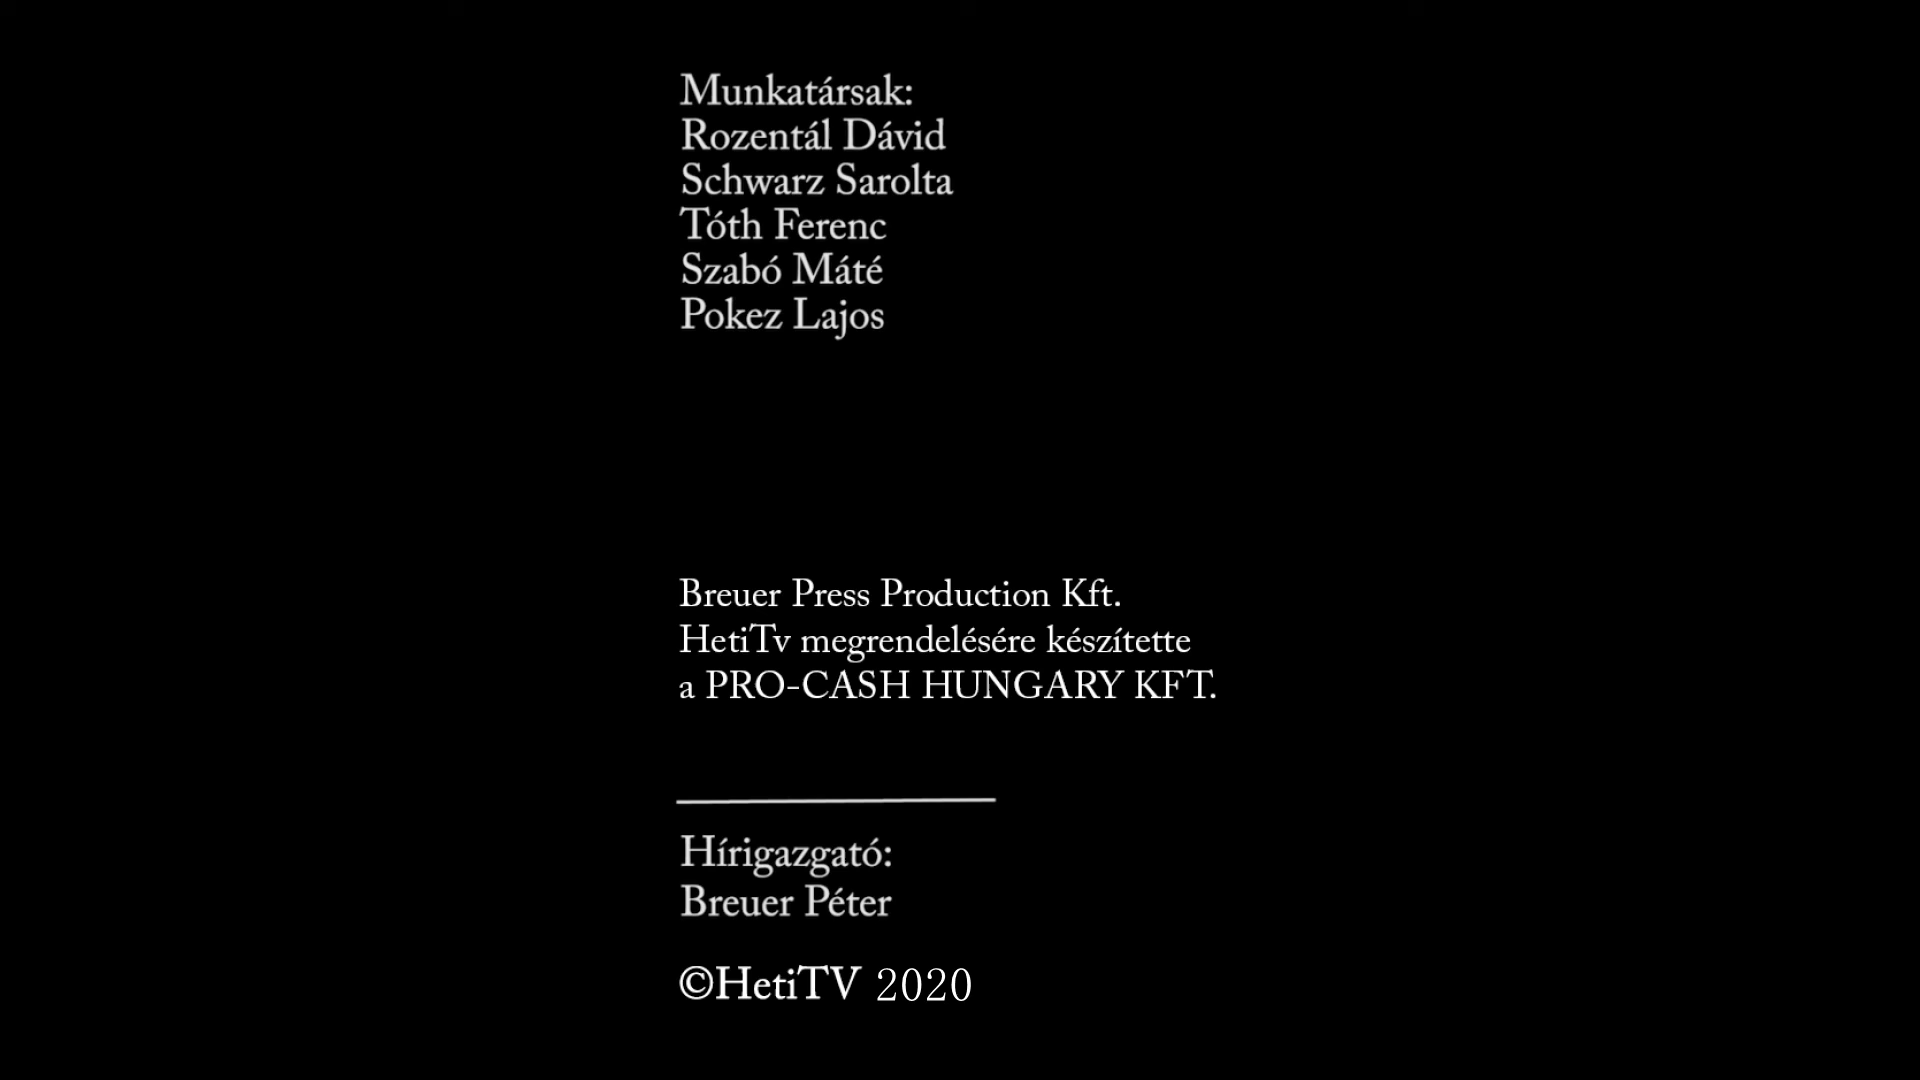 Munkatársak:
Rozentál Dávid
Schwarz Sarolta
Tóth Ferenc
Szabó Máté
Pokez Lajos
Breuer Press Production Kft.
HetiTv megrendelésére készítette
a PRO-CASH HUNGARY KFT.
Hírigazgató:
Breuer Péter
©HetiTV 2020